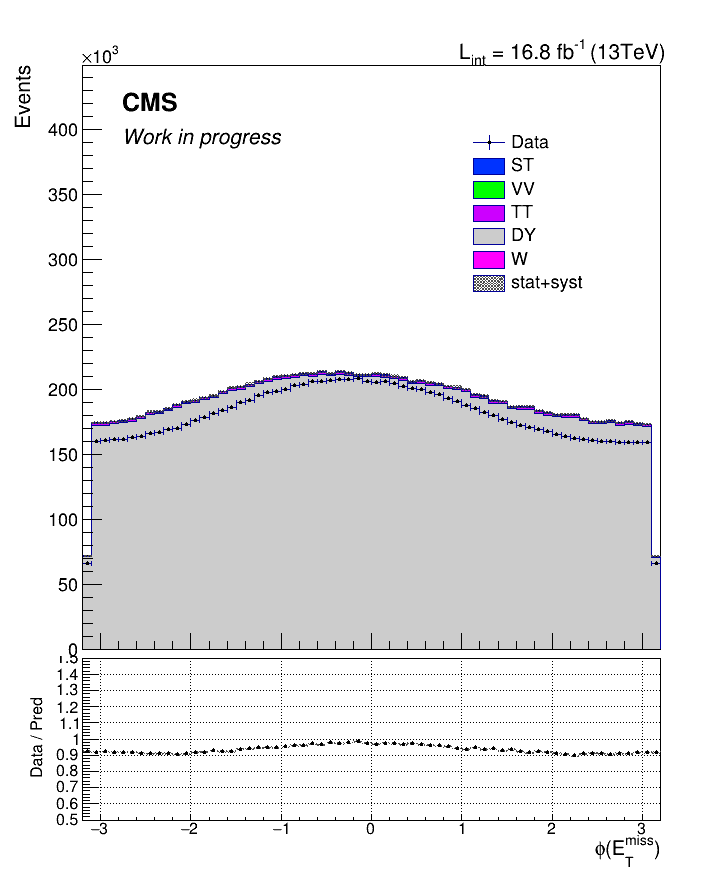 ×10³
L_int = 16.8 fb⁻¹ (13TeV)
Events
CMS
Work in progress
Data
ST
VV
TT
DY
W
stat+syst
400
350
300
250
200
150
100
50
0
Data / Pred
1.5
1.4
1.3
1.2
1.1
1
0.9
0.8
0.7
0.6
0.5
−3 −2 −1 0 1 2 3
ϕ(E_T^miss)